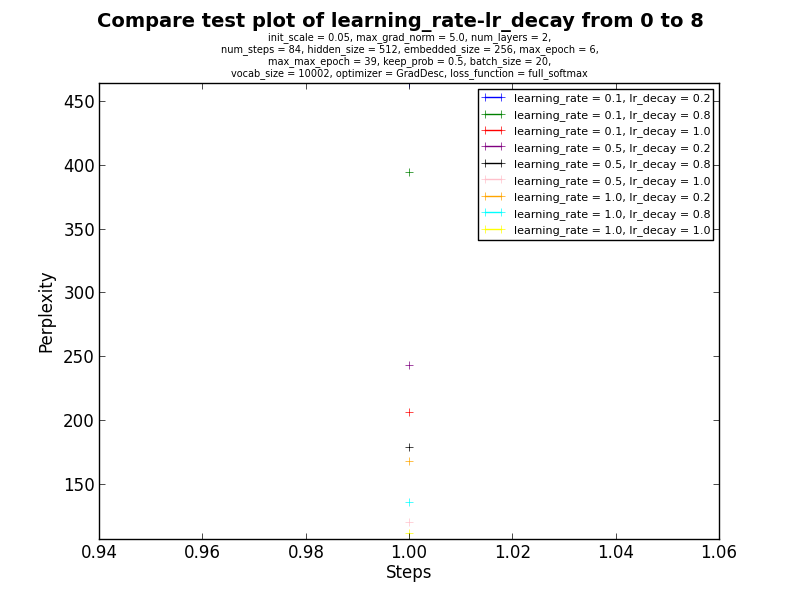 Compare test plot of learning_rate-lr_decay from 0 to 8
init_scale = 0.05, max_grad_norm = 5.0, num_layers = 2,
num_steps = 84, hidden_size = 512, embedded_size = 256, max_epoch = 6,
max_max_epoch = 39, keep_prob = 0.5, batch_size = 20,
vocab_size = 10002, optimizer = GradDesc, loss_function = full_softmax
learning_rate = 0.1, lr_decay = 0.2
learning_rate = 0.1, lr_decay = 0.8
learning_rate = 0.1, lr_decay = 1.0
learning_rate = 0.5, lr_decay = 0.2
learning_rate = 0.5, lr_decay = 0.8
learning_rate = 0.5, lr_decay = 1.0
learning_rate = 1.0, lr_decay = 0.2
learning_rate = 1.0, lr_decay = 0.8
learning_rate = 1.0, lr_decay = 1.0
450
400
350
300
250
200
150
Perplexity
0.94 0.96 0.98 1.00 1.02 1.04 1.06
Steps